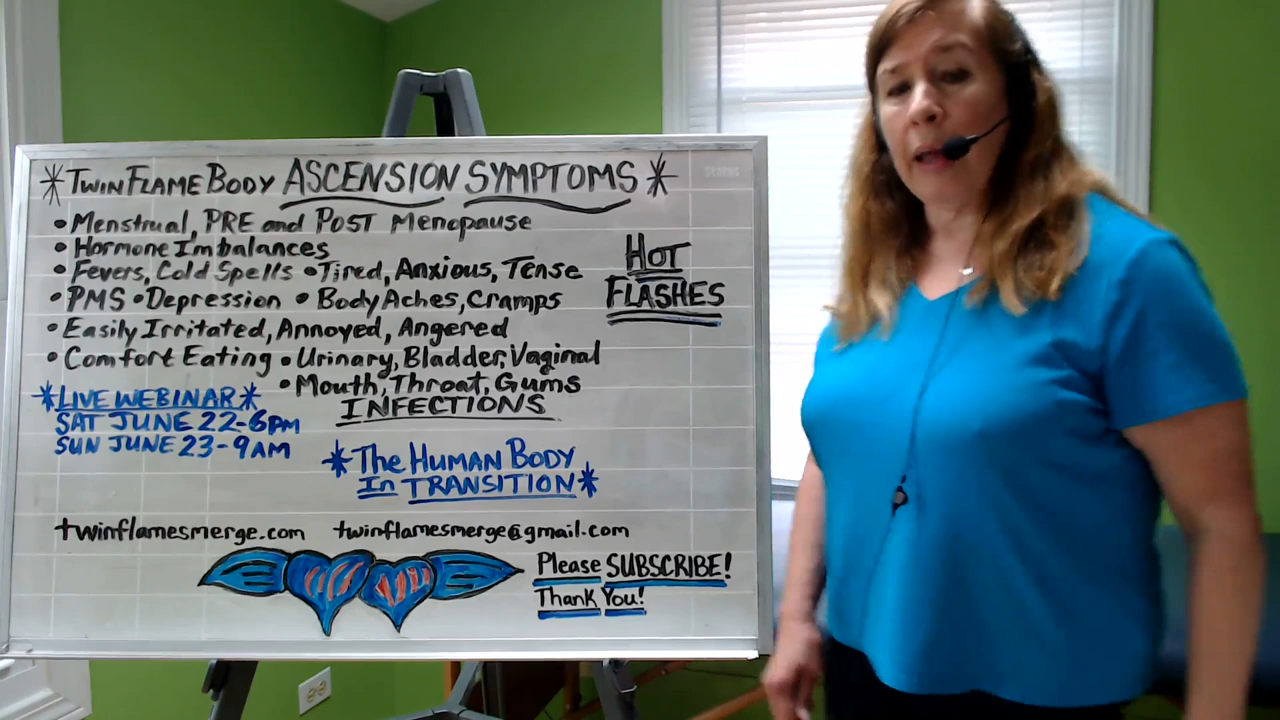 *TWIN FLAME BODY ASCENSION SYMPTOMS*
• Menstrual, PRE and POST Menopause
• Hormone Imbalances
• Fevers, Cold Spells • Tired, Anxious, Tense
• PMS • Depression • Body Aches, Cramps
• Easily Irritated, Annoyed, Angered
• Comfort Eating • Urinary, Bladder, Vaginal
• Mouth, Throat, Gums
INFECTIONS
HOT
FLASHES
*LIVE WEBINAR*
SAT JUNE 22-6PM
SUN JUNE 23-9AM
*The HUMAN BODY
In TRANSITION*
twinflamesmerge.com twinflamesmerge@gmail.com
Please SUBSCRIBE!
Thank You!